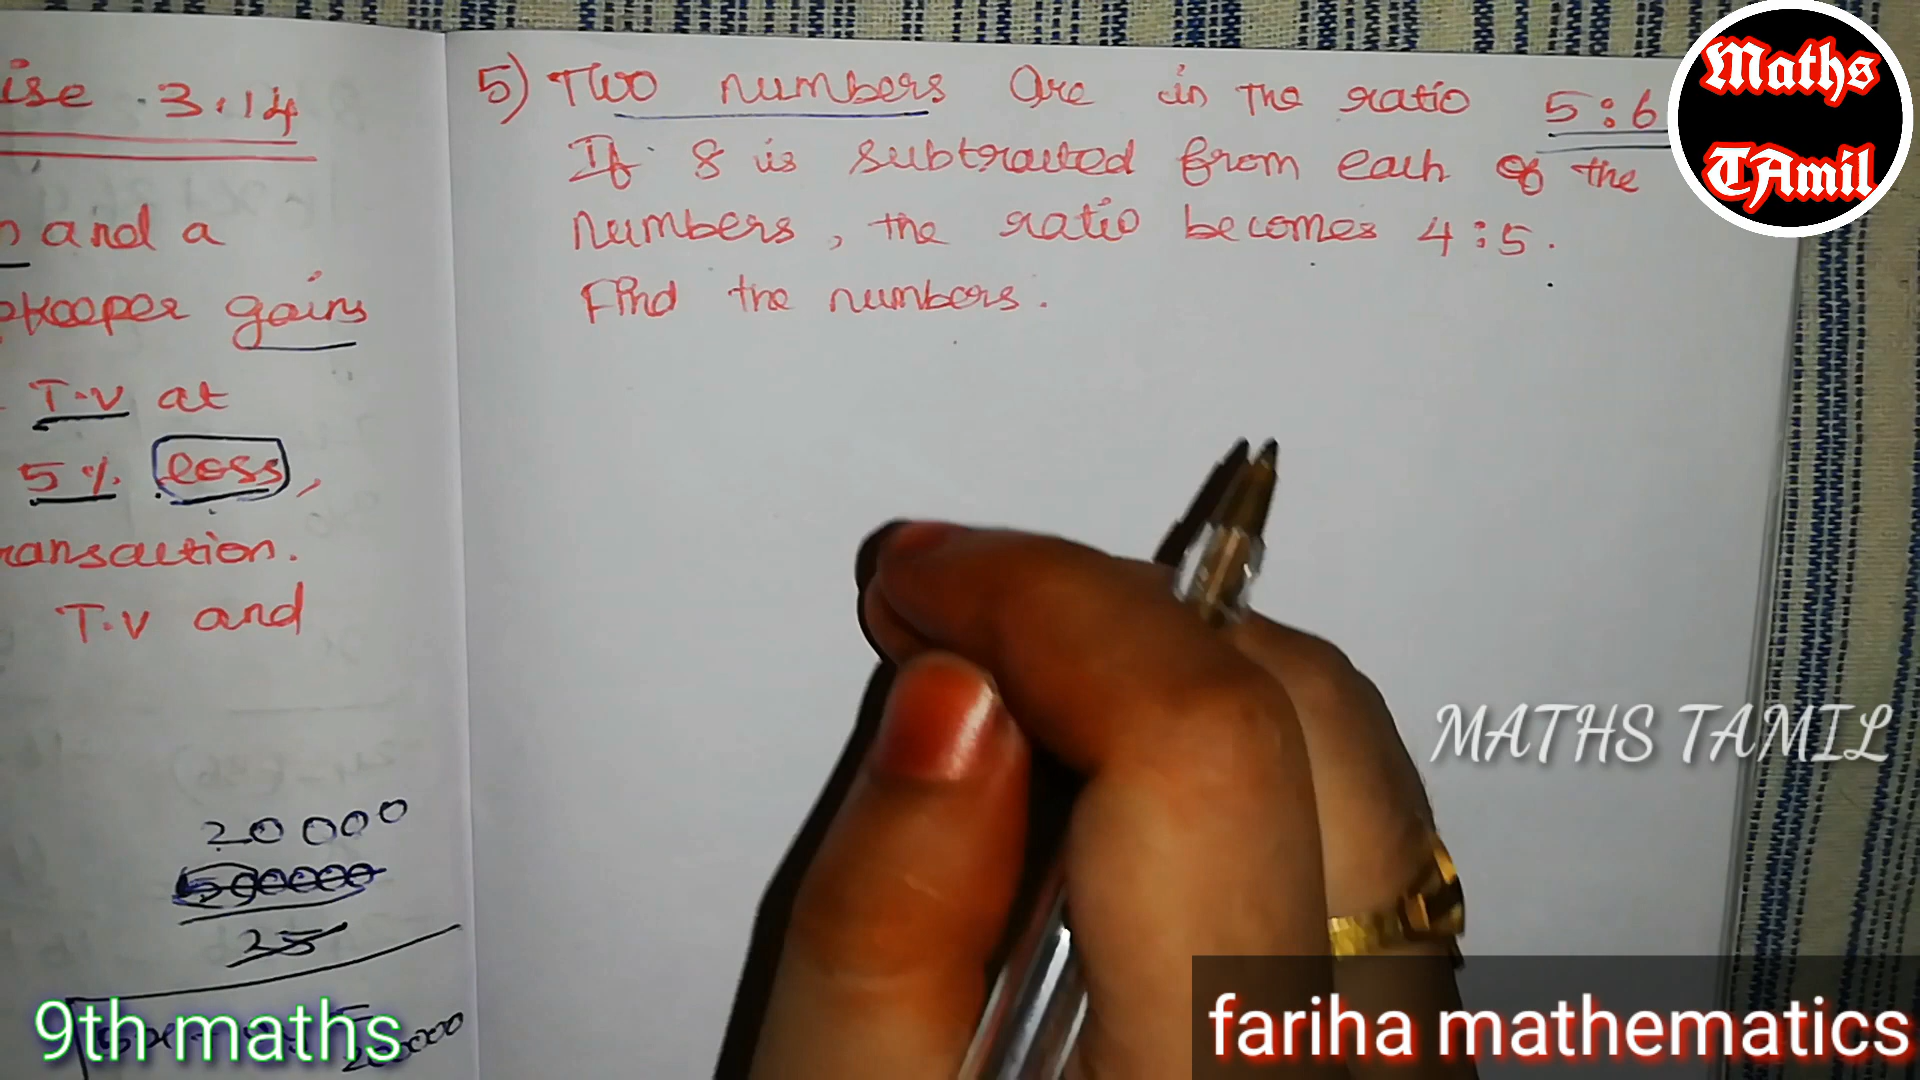 ise 3.14
and a
keeper gains
T.V at
5% loss,
ransaction.
T.V and
20000
25
5) Two numbers are in The ratio 5:6
If 8 is subtracted from each of the
numbers, the ratio becomes 4:5.
Find the numbers.
Maths
TAmil
MATHS TAMIL
9th maths
fariha mathematics